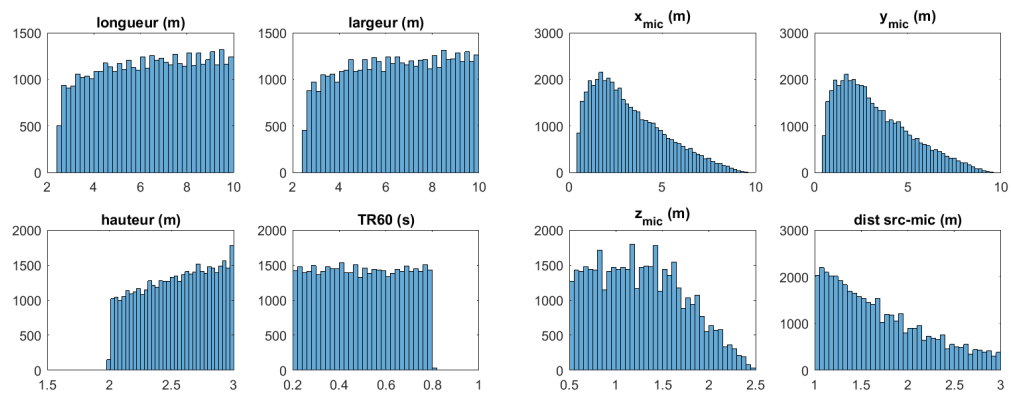 longueur (m)
1500
1000
500
0
2 4 6 8 10
largeur (m)
1500
1000
500
0
2 4 6 8 10
x_mic (m)
3000
2000
1000
0
0 5 10
y_mic (m)
3000
2000
1000
0
0 5 10
hauteur (m)
2000
1500
1000
500
0
1.5 2 2.5 3
TR60 (s)
2000
1500
1000
500
0
0.2 0.4 0.6 0.8 1
z_mic (m)
2000
1500
1000
500
0
0.5 1 1.5 2 2.5
dist src-mic (m)
3000
2000
1000
0
1 1.5 2 2.5 3